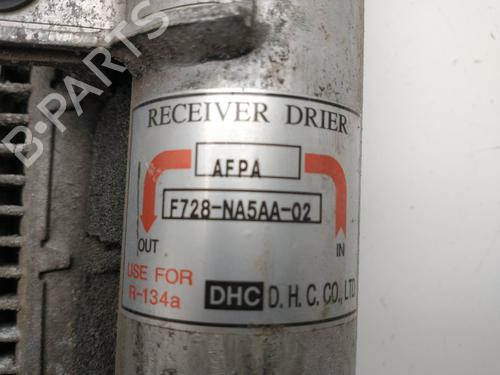 RECEIVER DRIER
AFPA
F728-NA5AA-02
OUT
IN
USE FOR
R-134a
DHC D. H. C. CO., LTD.
B-PARTS